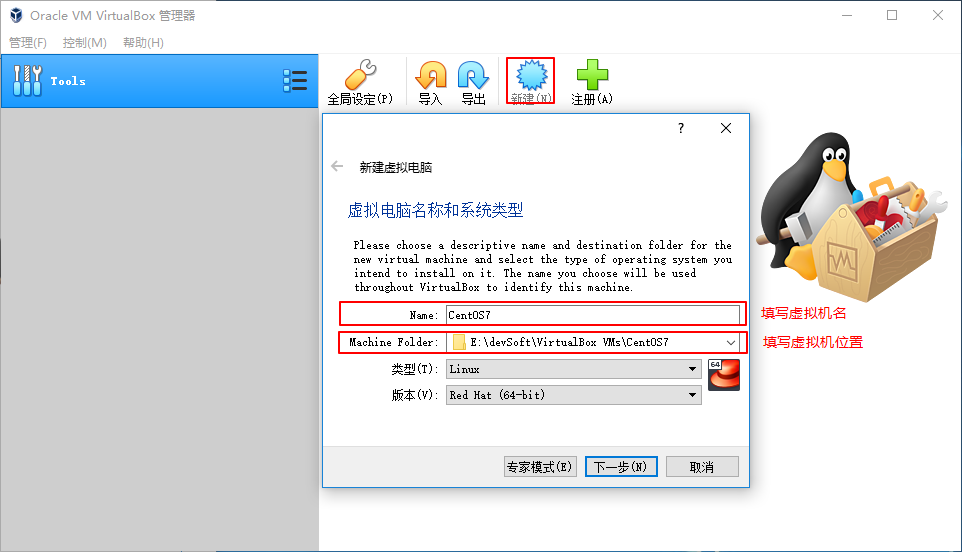 Oracle VM VirtualBox 管理器
管理(F) 控制(M) 帮助(H)
Tools
全局设定(P) 导入 导出 新建(N) 注册(A)
?
新建虚拟电脑
虚拟电脑名称和系统类型
Please choose a descriptive name and destination folder for the
new virtual machine and select the type of operating system you
intend to install on it. The name you choose will be used
throughout VirtualBox to identify this machine.
Name: CentOS7
填写虚拟机名
Machine Folder: E:\devSoft\VirtualBox VMs\CentOS7
填写虚拟机位置
类型(T): Linux
64
版本(V): Red Hat (64-bit)
专家模式(E) 下一步(N) 取消